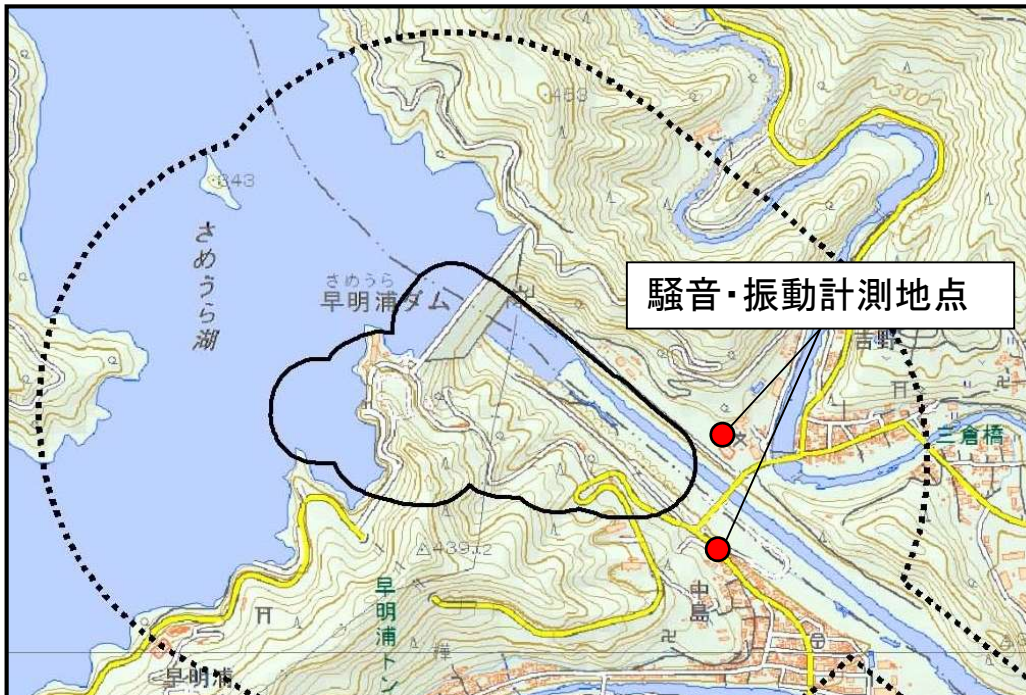 453
300
343
さめうら湖
さめうら
早明浦ダム
騒音・振動計測地点
吉野
三倉橋
439
早明浦トン
中島
早明浦